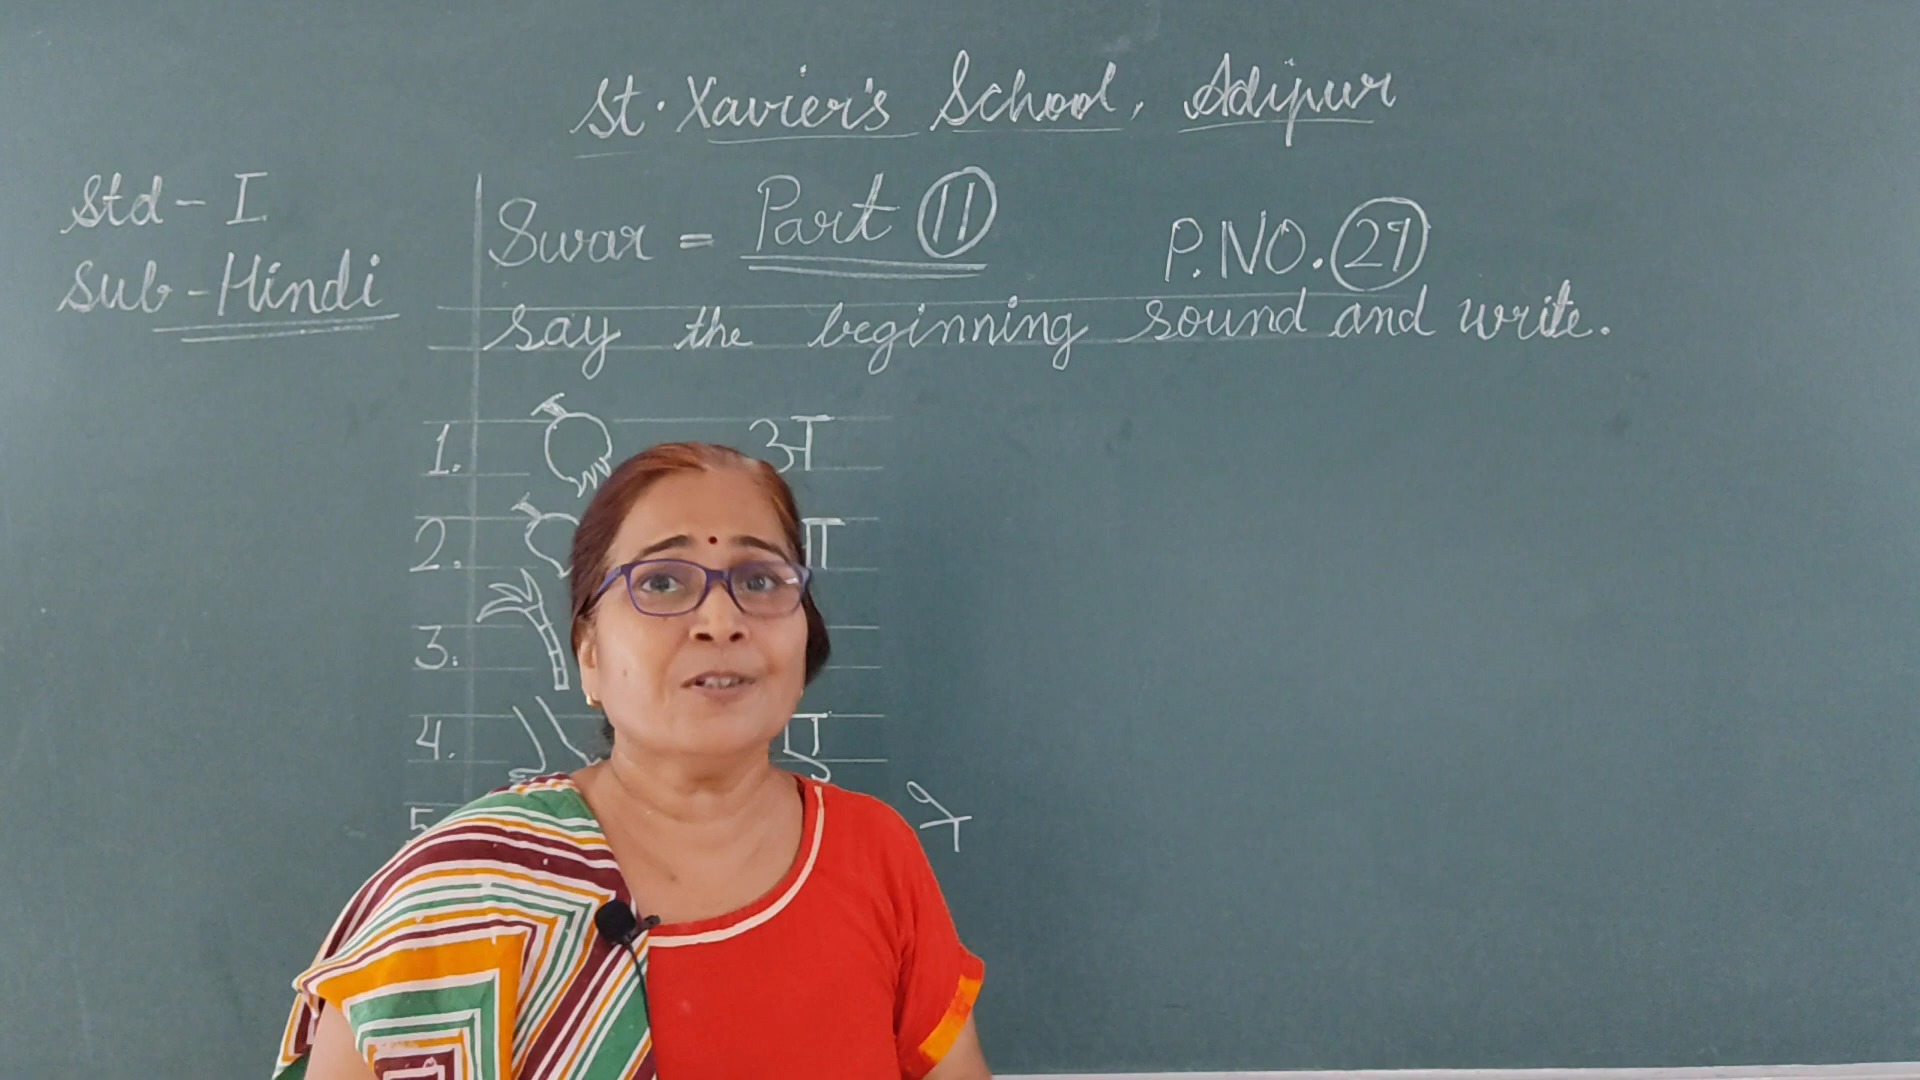 St. Xavier's School, Adipur
Std - I
Sub - Hindi
Swar = Part 11
P.NO. 27
say the beginning sound and write.
1. अ
2.
3.
4. ए
5